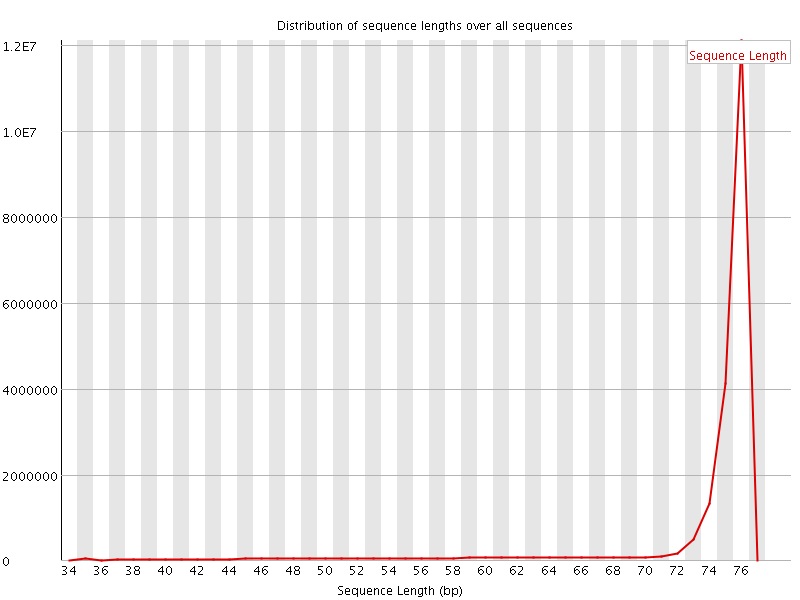 Distribution of sequence lengths over all sequences
1.2E7
Sequence Length
1.0E7
8000000
6000000
4000000
2000000
0
34 36 38 40 42 44 46 48 50 52 54 56 58 60 62 64 66 68 70 72 74 76
Sequence Length (bp)